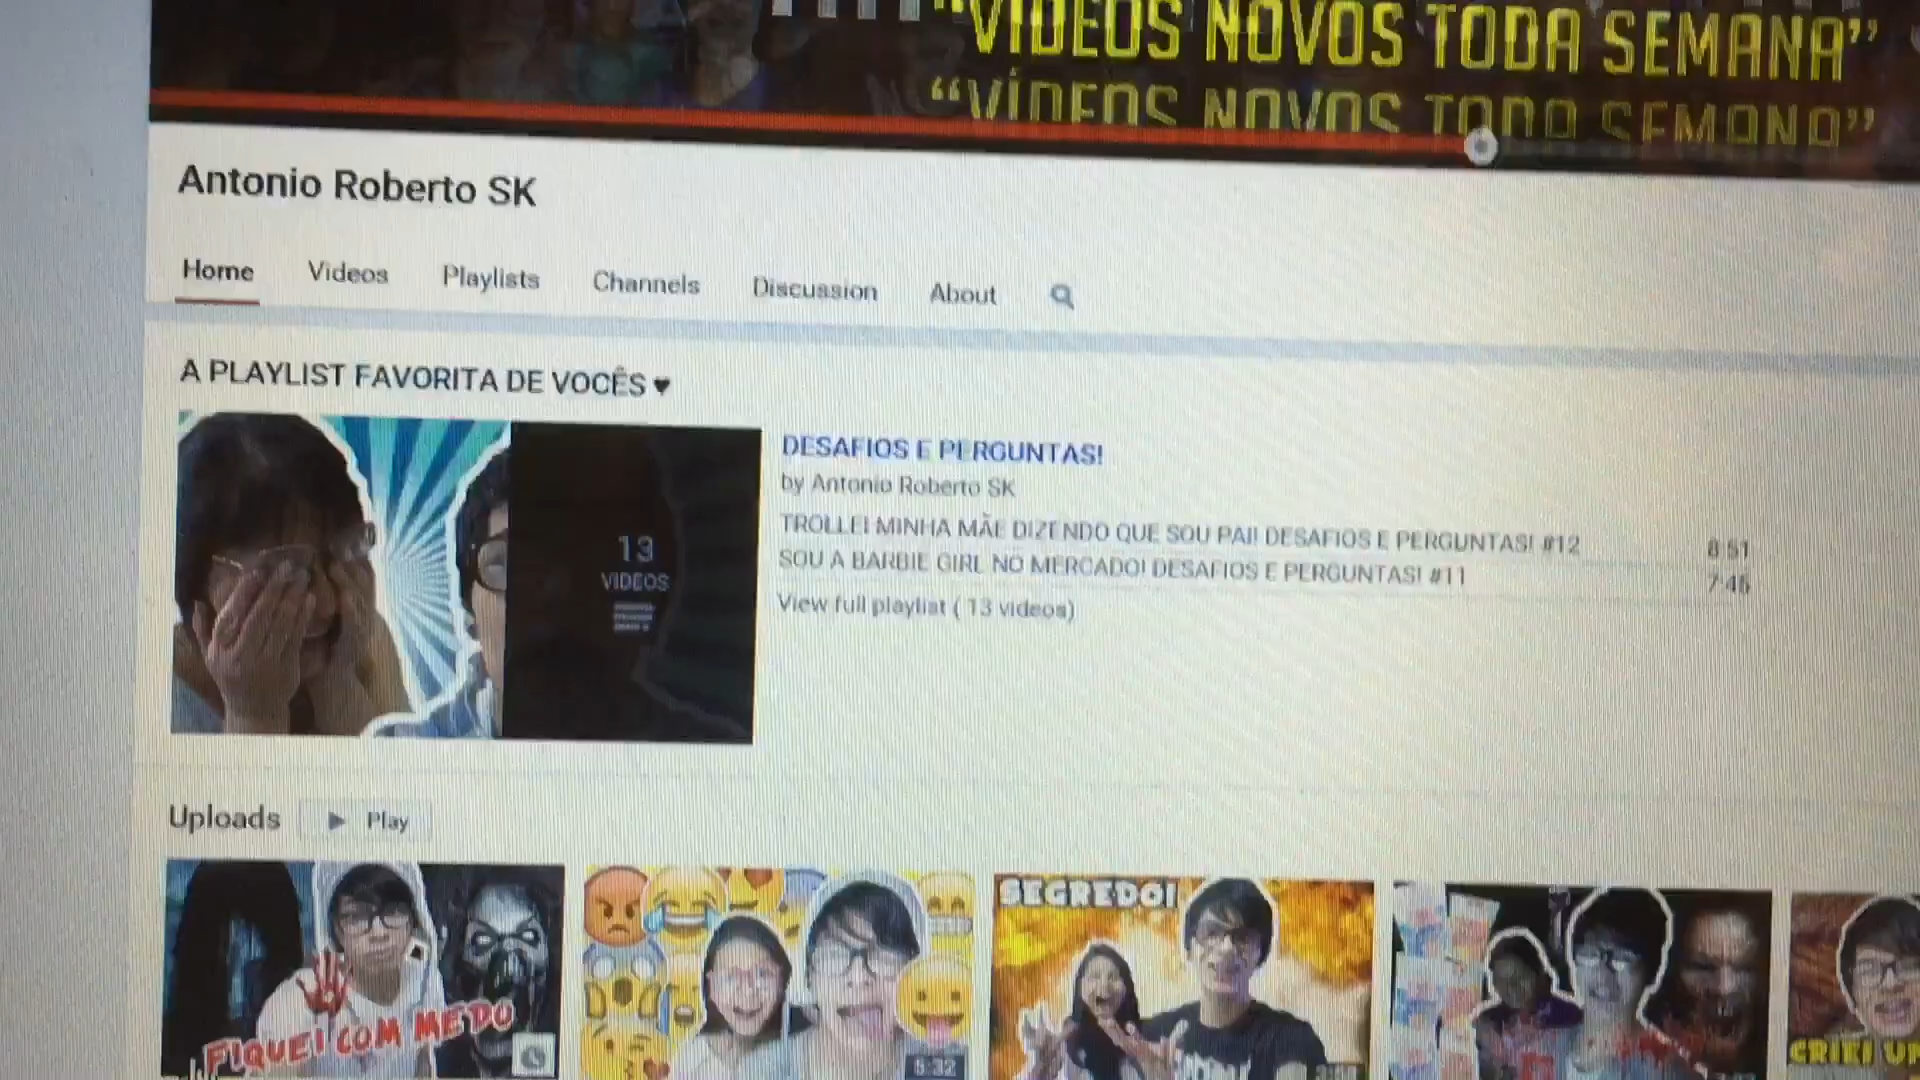 “VÍDEOS NOVOS TODA SEMANA”
“VÍDEOS NOVOS TODA SEMANA”
Antonio Roberto SK
Home Videos Playlists Channels Discussion About
A PLAYLIST FAVORITA DE VOCÊS ♥
13
VIDEOS
DESAFIOS E PERGUNTAS!
by Antonio Roberto SK
TROLLEI MINHA MÃE DIZENDO QUE SOU PAI! DESAFIOS E PERGUNTAS! #12 8:51
SOU A BARBIE GIRL NO MERCADO! DESAFIOS E PERGUNTAS! #11 7:45
View full playlist (13 videos)
Uploads Play
FIQUEI COM MEDO
5:32
SEGREDO!